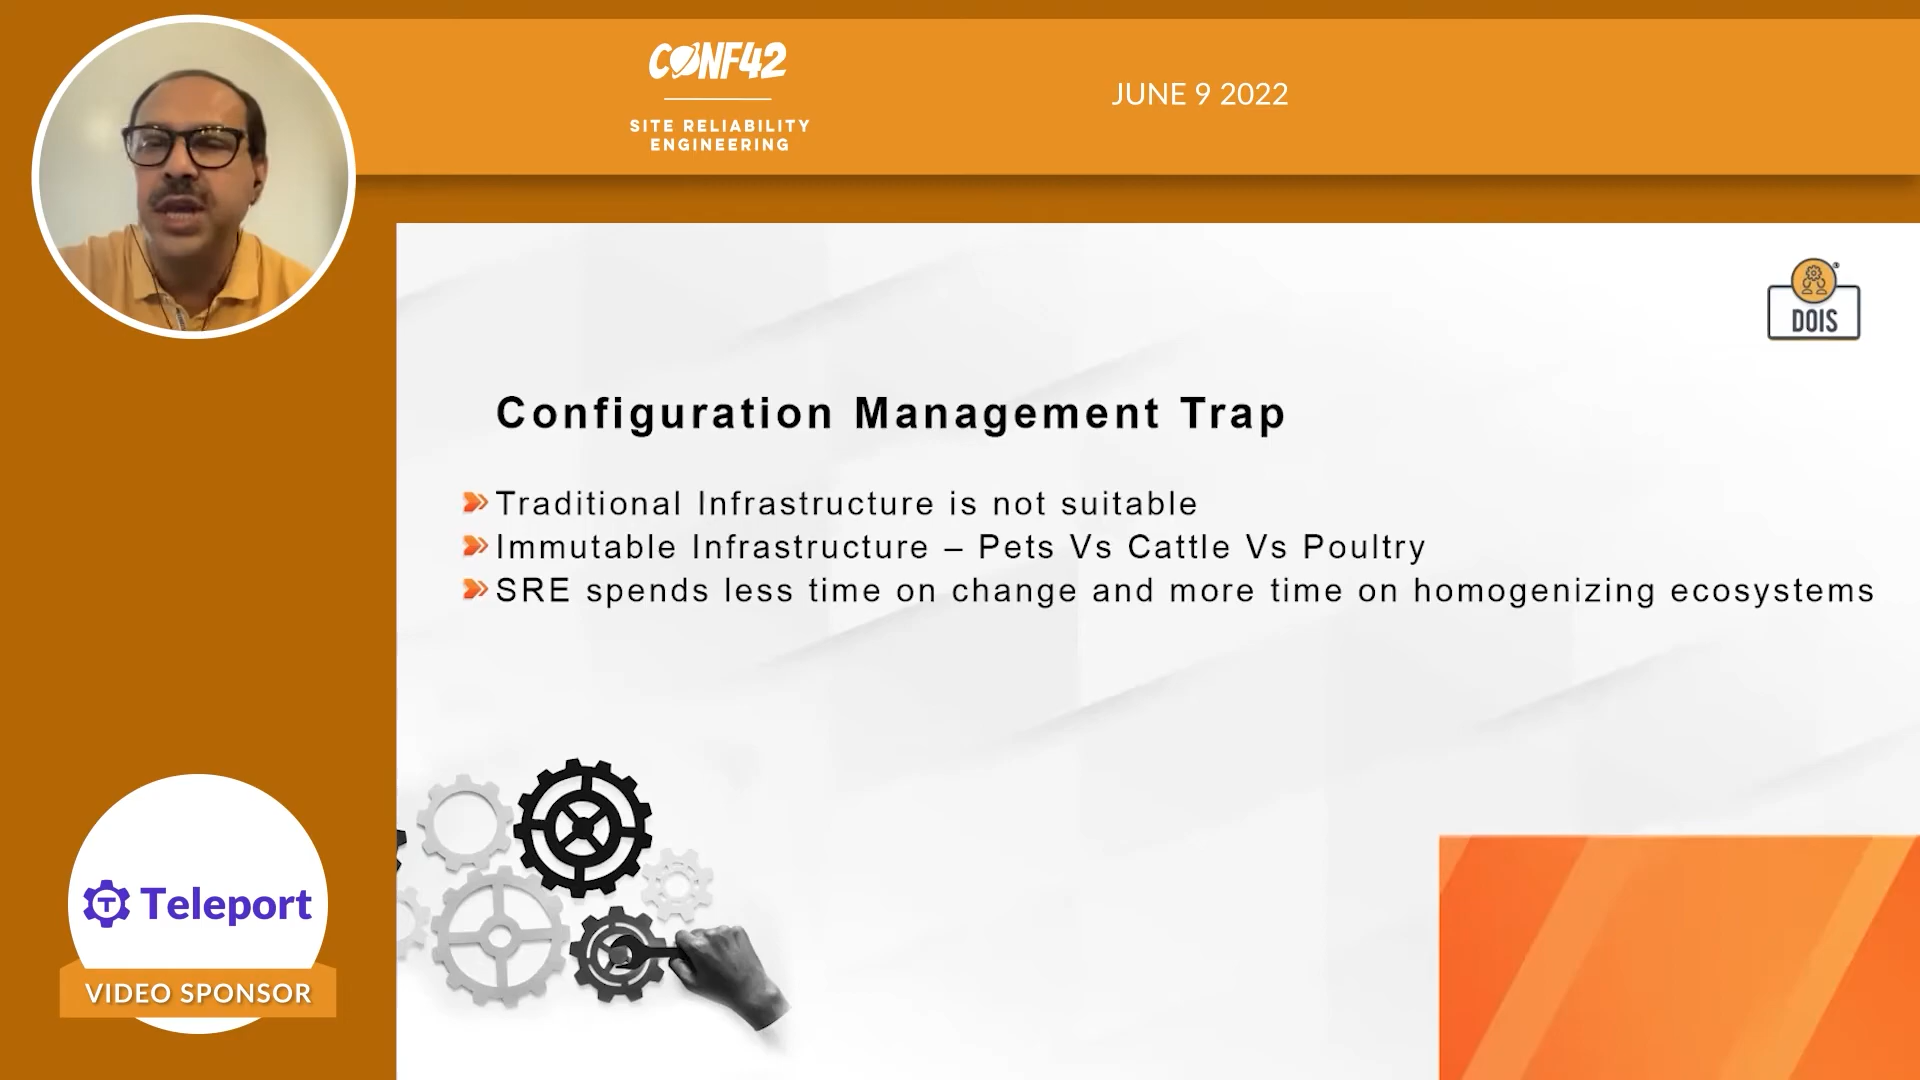 CONF42
SITE RELIABILITY
ENGINEERING
JUNE 9 2022
DOIS
Configuration Management Trap
Traditional Infrastructure is not suitable
Immutable Infrastructure – Pets Vs Cattle Vs Poultry
SRE spends less time on change and more time on homogenizing ecosystems
Teleport
VIDEO SPONSOR